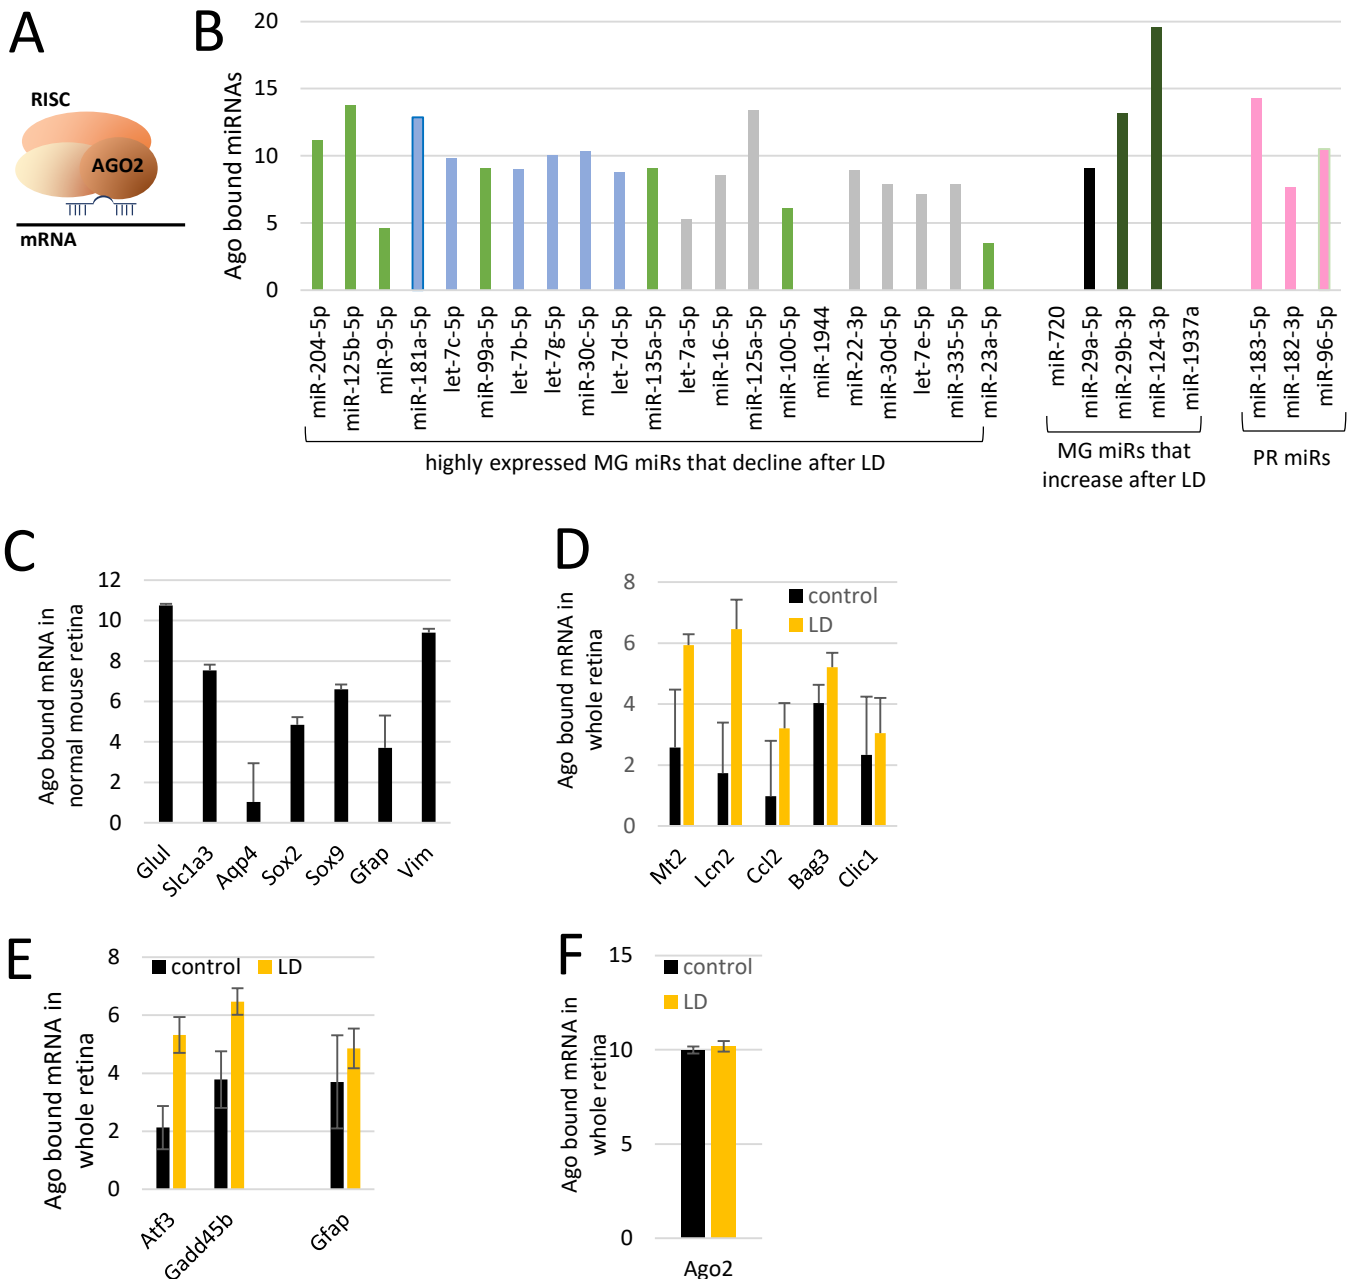 A
RISC
AGO2
mRNA
B
Ago bound miRNAs
20
15
10
5
0
miR-204-5p
miR-125b-5p
miR-9-5p
miR-181a-5p
let-7c-5p
miR-99a-5p
let-7b-5p
let-7g-5p
miR-30c-5p
let-7d-5p
miR-135a-5p
let-7a-5p
miR-16-5p
miR-125a-5p
miR-100-5p
miR-1944
miR-22-3p
miR-30d-5p
let-7e-5p
miR-335-5p
miR-23a-5p
miR-720
miR-29a-5p
miR-29b-3p
miR-124-3p
miR-1937a
miR-183-5p
miR-182-3p
miR-96-5p
highly expressed MG miRs that decline after LD
MG miRs that
increase after LD
PR miRs
C
Ago bound mRNA in
normal mouse retina
12
10
8
6
4
2
0
Glul
Slc1a3
Aqp4
Sox2
Sox9
Gfap
Vim
D
Ago bound mRNA in
whole retina
8
6
4
2
0
control
LD
Mt2
Lcn2
Ccl2
Bag3
Clic1
E
Ago bound mRNA in
whole retina
8
6
4
2
0
control
LD
Atf3
Gadd45b
Gfap
F
Ago bound mRNA in
whole retina
15
10
5
0
control
LD
Ago2